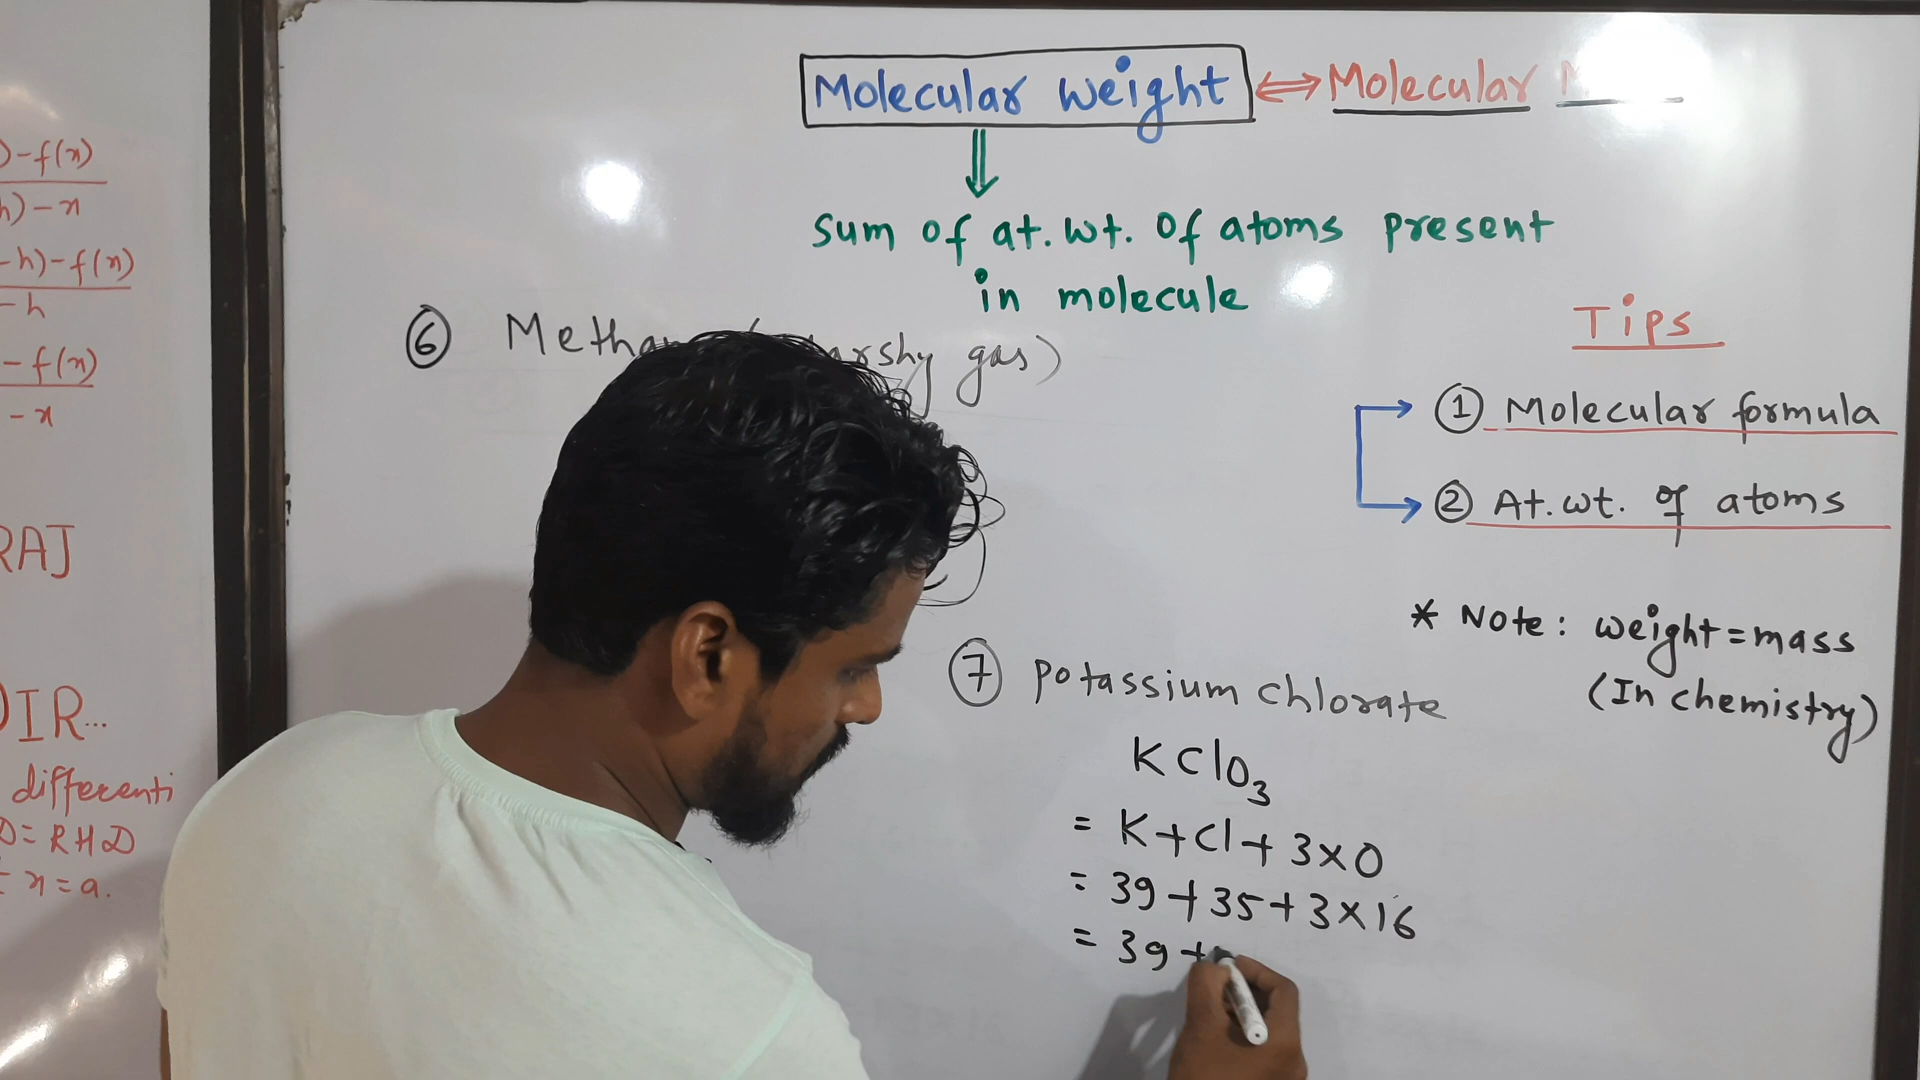 )-f(x)
h)-x
-h)-f(x)
-h
-f(x)
-x
RAJ
DIR...
differenti
D=RHD
x=a.
Molecular weight ⇔ Molecular
⇓
sum of at.wt. of atoms present
in molecule
⑥ gas)
Tips
① Molecular formula
② At.wt. of atoms
* Note: weight=mass
(In chemistry)
⑦ potassium chlorate
KClO₃
= K+Cl+3×O
= 39+35+3×16
= 39+